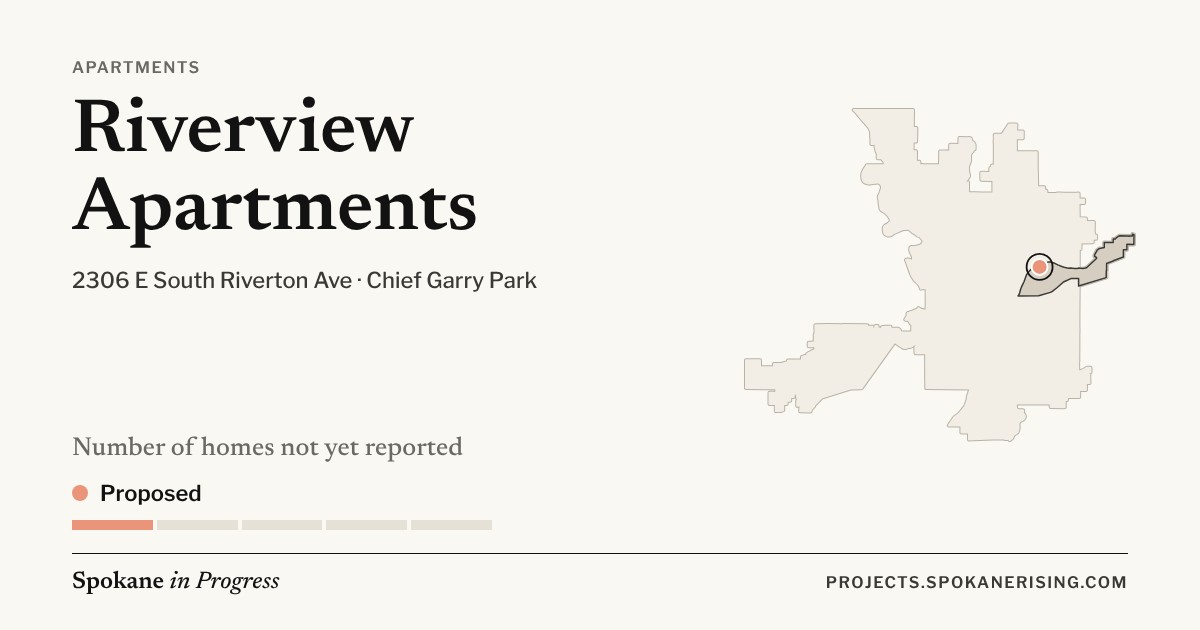 APARTMENTS
Riverview
Apartments
2306 E South Riverton Ave · Chief Garry Park
Number of homes not yet reported
Proposed
Spokane in Progress
PROJECTS.SPOKANERISING.COM